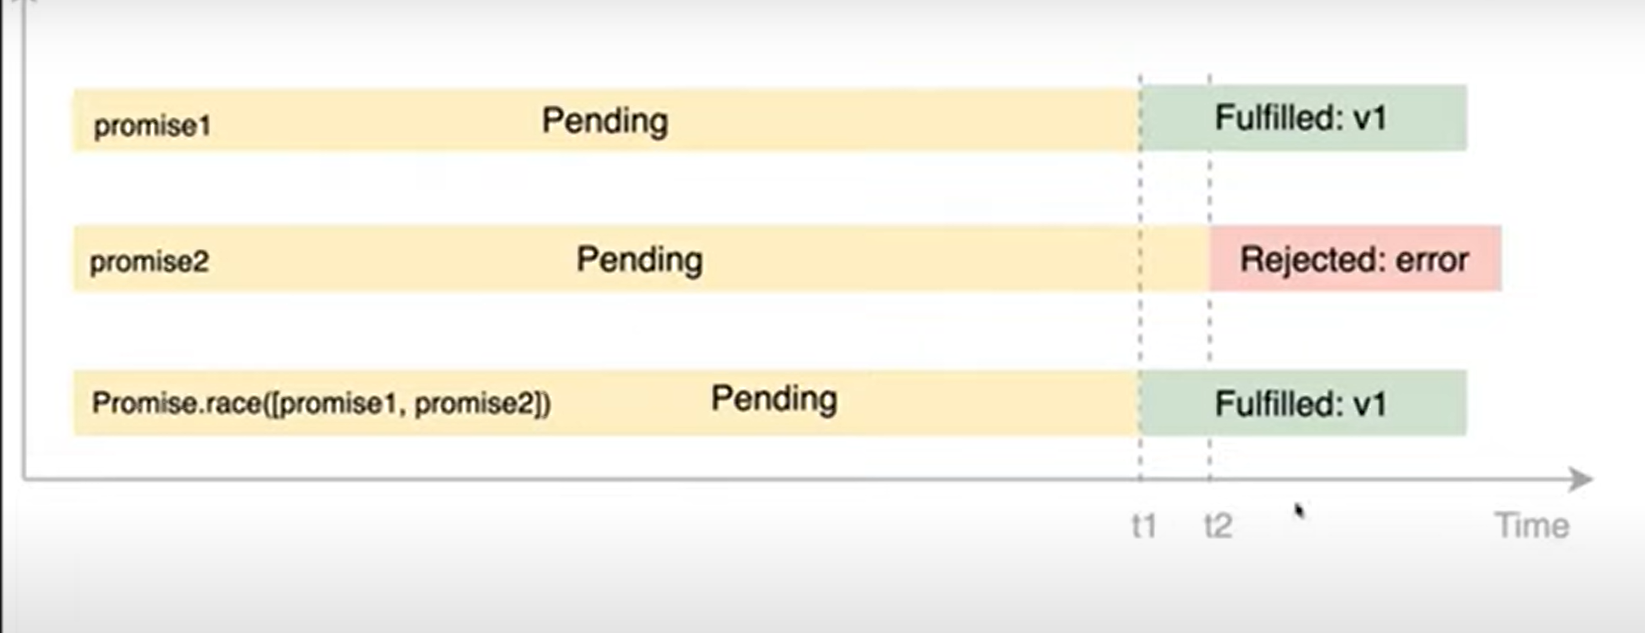 promise1 Pending Fulfilled: v1
promise2 Pending Rejected: error
Promise.race([promise1, promise2]) Pending Fulfilled: v1
t1 t2 Time